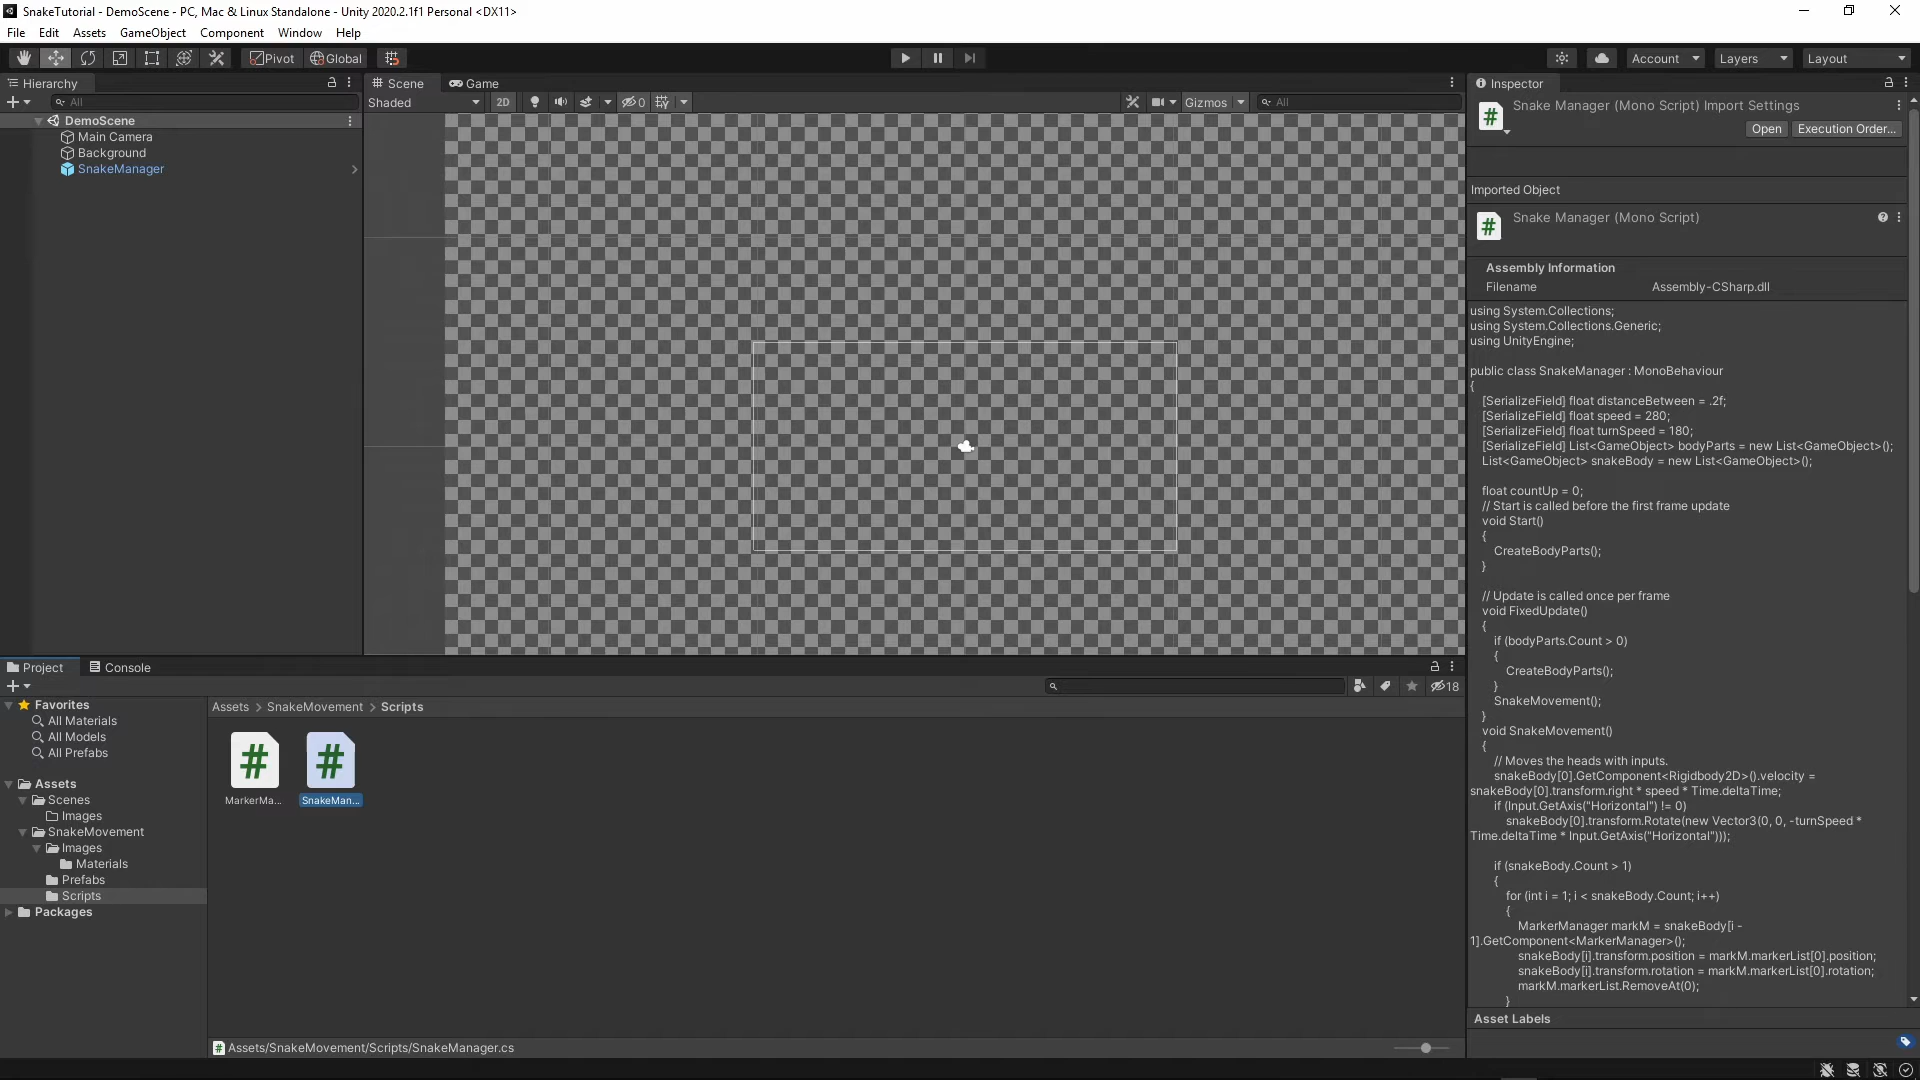 SnakeTutorial - DemoScene - PC, Mac & Linux Standalone - Unity 2020.2.1f1 Personal <DX11>
File Edit Assets GameObject Component Window Help
Pivot Global Account Layers Layout
Hierarchy
All
DemoScene
Main Camera
Background
SnakeManager
Scene Game
Shaded 2D 0 Gizmos All
Inspector
Snake Manager (Mono Script) Import Settings
Open Execution Order...
Imported Object
Snake Manager (Mono Script)
Assembly Information
Filename Assembly-CSharp.dll
using System.Collections;
using System.Collections.Generic;
using UnityEngine;
public class SnakeManager : MonoBehaviour
{
[SerializeField] float distanceBetween = .2f;
[SerializeField] float speed = 280;
[SerializeField] float turnSpeed = 180;
[SerializeField] List<GameObject> bodyParts = new List<GameObject>();
List<GameObject> snakeBody = new List<GameObject>();
float countUp = 0;
// Start is called before the first frame update
void Start()
{
CreateBodyParts();
}
// Update is called once per frame
void FixedUpdate()
{
if (bodyParts.Count > 0)
{
CreateBodyParts();
}
SnakeMovement();
}
void SnakeMovement()
{
// Moves the heads with inputs.
snakeBody[0].GetComponent<Rigidbody2D>().velocity =
snakeBody[0].transform.right * speed * Time.deltaTime;
if (Input.GetAxis("Horizontal") != 0)
snakeBody[0].transform.Rotate(new Vector3(0, 0, -turnSpeed *
Time.deltaTime * Input.GetAxis("Horizontal")));
if (snakeBody.Count > 1)
{
for (int i = 1; i < snakeBody.Count; i++)
{
MarkerManager markM = snakeBody[i -
1].GetComponent<MarkerManager>();
snakeBody[i].transform.position = markM.markerList[0].position;
snakeBody[i].transform.rotation = markM.markerList[0].rotation;
markM.markerList.RemoveAt(0);
}
Asset Labels
Project Console
18
Favorites
All Materials
All Models
All Prefabs
Assets
Scenes
Images
SnakeMovement
Images
Materials
Prefabs
Scripts
Packages
Assets > SnakeMovement > Scripts
MarkerMa... SnakeMan...
Assets/SnakeMovement/Scripts/SnakeManager.cs